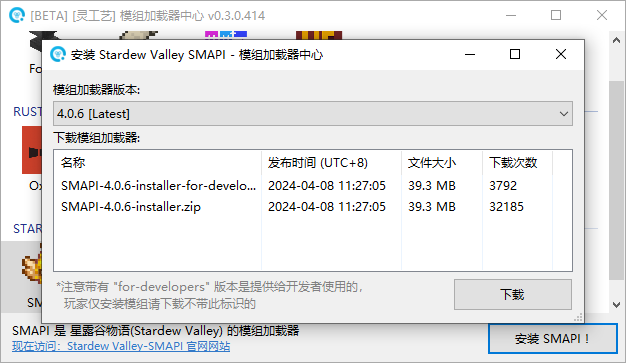 [BETA] [灵工艺] 模组加载器中心 v0.3.0.414
安装 Stardew Valley SMAPI - 模组加载器中心
Fo
模组加载器版本:
4.0.6 [Latest]
RUST
下载模组加载器:
名称 发布时间 (UTC+8) 文件大小 下载次数
SMAPI-4.0.6-installer-for-develo... 2024-04-08 11:27:05 39.3 MB 3792
Ox
SMAPI-4.0.6-installer.zip 2024-04-08 11:27:05 39.3 MB 32185
STAR
*注意带有 "for-developers" 版本是提供给开发者使用的，
玩家仅安装模组请下载不带此标识的
下载
SM
SMAPI 是 星露谷物语(Stardew Valley) 的模组加载器
现在访问: Stardew Valley-SMAPI 官网网站
安装 SMAPI！